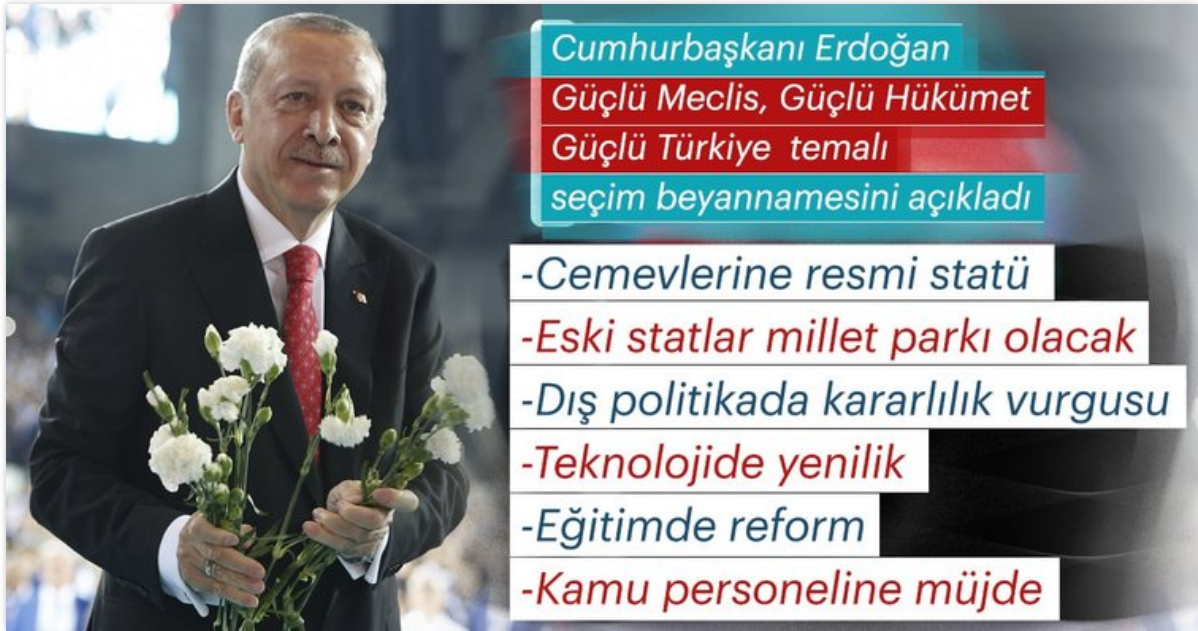 Cumhurbaşkanı Erdoğan
Güçlü Meclis, Güçlü Hükümet
Güçlü Türkiye temalı
seçim beyannamesini açıkladı
-Cemevlerine resmi statü
-Eski statlar millet parkı olacak
-Dış politikada kararlılık vurgusu
-Teknolojide yenilik
-Eğitimde reform
-Kamu personeline müjde